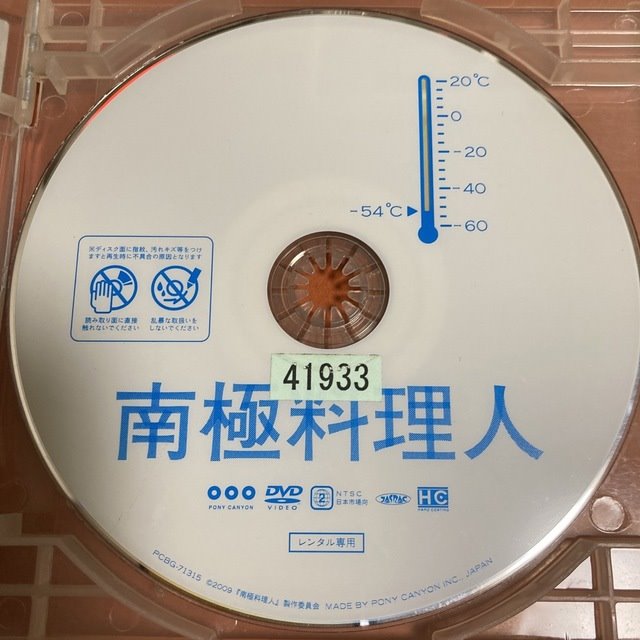 20℃
0
-20
-40
-54℃
-60
※ディスク面に指紋、汚れキズ等をつけ
ますと再生時に不具合の原因となります
読み取り面に直接
触れないでください
乱暴な取扱いを
しないでください
41933
南極料理人
PONY CANYON
DVD
VIDEO
2
NTSC
日本市場向
JASRAC
HC
HARD COATING
レンタル専用
PCBG-71315 ©2009『南極料理人』製作委員会 MADE BY PONY CANYON INC. JAPAN